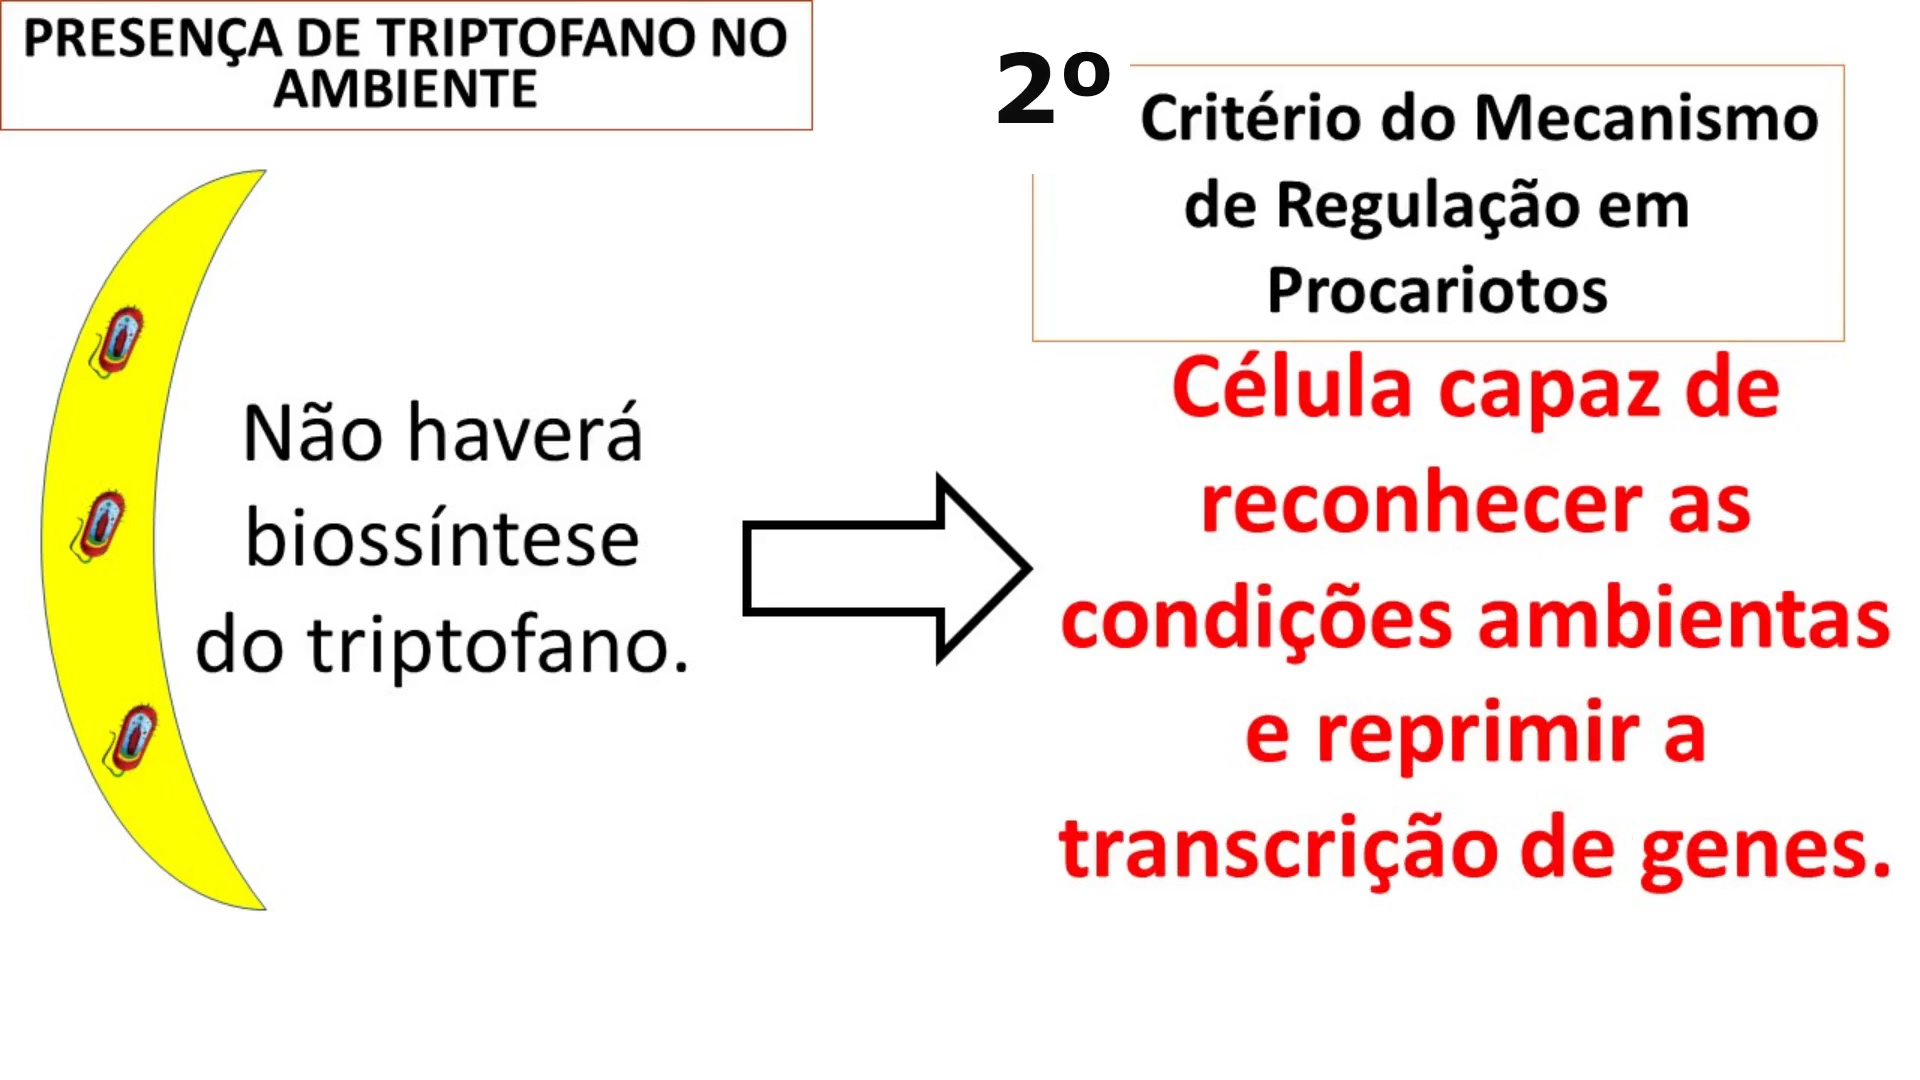 PRESENÇA DE TRIPTOFANO NO
AMBIENTE
Não haverá
biossíntese
do triptofano.
2º
Critério do Mecanismo
de Regulação em
Procariotos
Célula capaz de
reconhecer as
condições ambientas
e reprimir a
transcrição de genes.